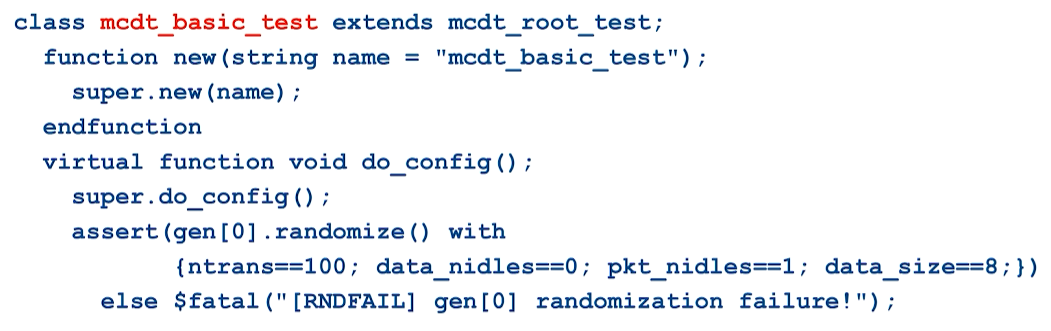 class mcdt_basic_test extends mcdt_root_test;
  function new(string name = "mcdt_basic_test");
    super.new(name);
  endfunction
  virtual function void do_config();
    super.do_config();
    assert(gen[0].randomize() with
           {ntrans==100; data_nidles==0; pkt_nidles==1; data_size==8;})
      else $fatal("[RNDFAIL] gen[0] randomization failure!");